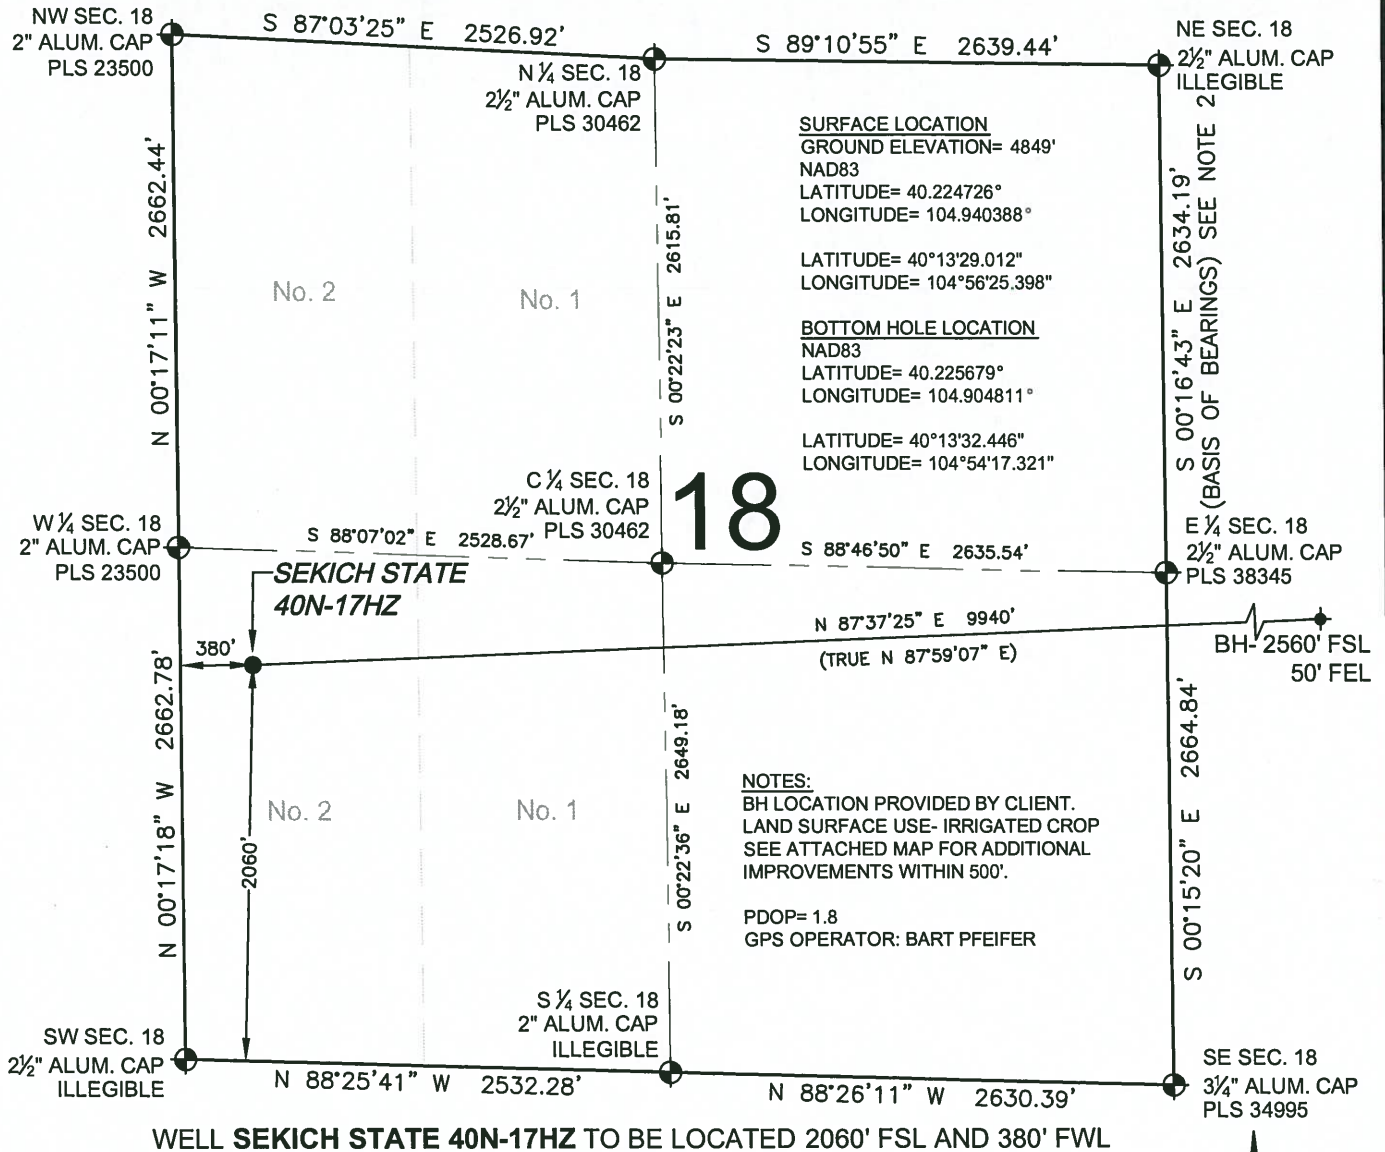 NW SEC. 18
2" ALUM. CAP
PLS 23500
S 87°03'25" E 2526.92'
N 1/4 SEC. 18
2½" ALUM. CAP
PLS 30462
S 89°10'55" E 2639.44'
NE SEC. 18
2½" ALUM. CAP
ILLEGIBLE
N 00°17'11" W 2662.44'
No. 2
No. 1
S 00°22'23" E 2615.81'
SURFACE LOCATION
GROUND ELEVATION= 4849'
NAD83
LATITUDE= 40.224726°
LONGITUDE= 104.940388°
LATITUDE= 40°13'29.012"
LONGITUDE= 104°56'25.398"
BOTTOM HOLE LOCATION
NAD83
LATITUDE= 40.225679°
LONGITUDE= 104.904811°
LATITUDE= 40°13'32.446"
LONGITUDE= 104°54'17.321"
S 00°16'43" E 2634.19'
(BASIS OF BEARINGS) SEE NOTE 2
C ¼ SEC. 18
2½" ALUM. CAP
PLS 30462
18
W ¼ SEC. 18
2" ALUM. CAP
PLS 23500
S 88°07'02" E 2528.67'
S 88°46'50" E 2635.54'
E ¼ SEC. 18
2½" ALUM. CAP
PLS 38345
SEKICH STATE
40N-17HZ
380'
N 87°37'25" E 9940'
(TRUE N 87°59'07" E)
BH- 2560' FSL
50' FEL
N 00°17'18" W 2662.78'
2060'
No. 2
No. 1
S 00°22'36" E 2649.18'
NOTES:
BH LOCATION PROVIDED BY CLIENT.
LAND SURFACE USE- IRRIGATED CROP
SEE ATTACHED MAP FOR ADDITIONAL
IMPROVEMENTS WITHIN 500'.
PDOP= 1.8
GPS OPERATOR: BART PFEIFER
S 00°15'20" E 2664.84'
SW SEC. 18
2½" ALUM. CAP
ILLEGIBLE
N 88°25'41" W 2532.28'
S ¼ SEC. 18
2" ALUM. CAP
ILLEGIBLE
N 88°26'11" W 2630.39'
SE SEC. 18
3¼" ALUM. CAP
PLS 34995
WELL SEKICH STATE 40N-17HZ TO BE LOCATED 2060' FSL AND 380' FWL